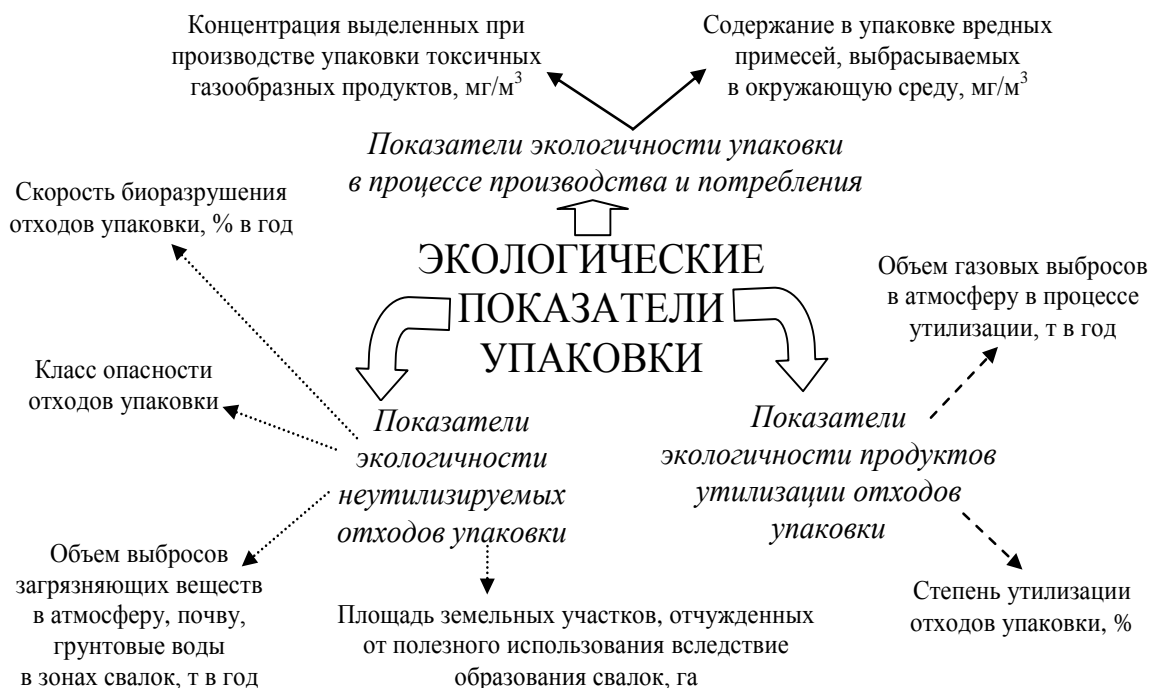 Концентрация выделенных при
производстве упаковки токсичных
газообразных продуктов, мг/м³
Содержание в упаковке вредных
примесей, выбрасываемых
в окружающую среду, мг/м³
Показатели экологичности упаковки
в процессе производства и потребления
Скорость биоразрушения
отходов упаковки, % в год
ЭКОЛОГИЧЕСКИЕ
ПОКАЗАТЕЛИ
УПАКОВКИ
Объем газовых выбросов
в атмосферу в процессе
утилизации, т в год
Класс опасности
отходов упаковки
Показатели
экологичности
неутилизируемых
отходов упаковки
Показатели
экологичности продуктов
утилизации отходов
упаковки
Объем выбросов
загрязняющих веществ
в атмосферу, почву,
грунтовые воды
в зонах свалок, т в год
Площадь земельных участков, отчужденных
от полезного использования вследствие
образования свалок, га
Степень утилизации
отходов упаковки, %